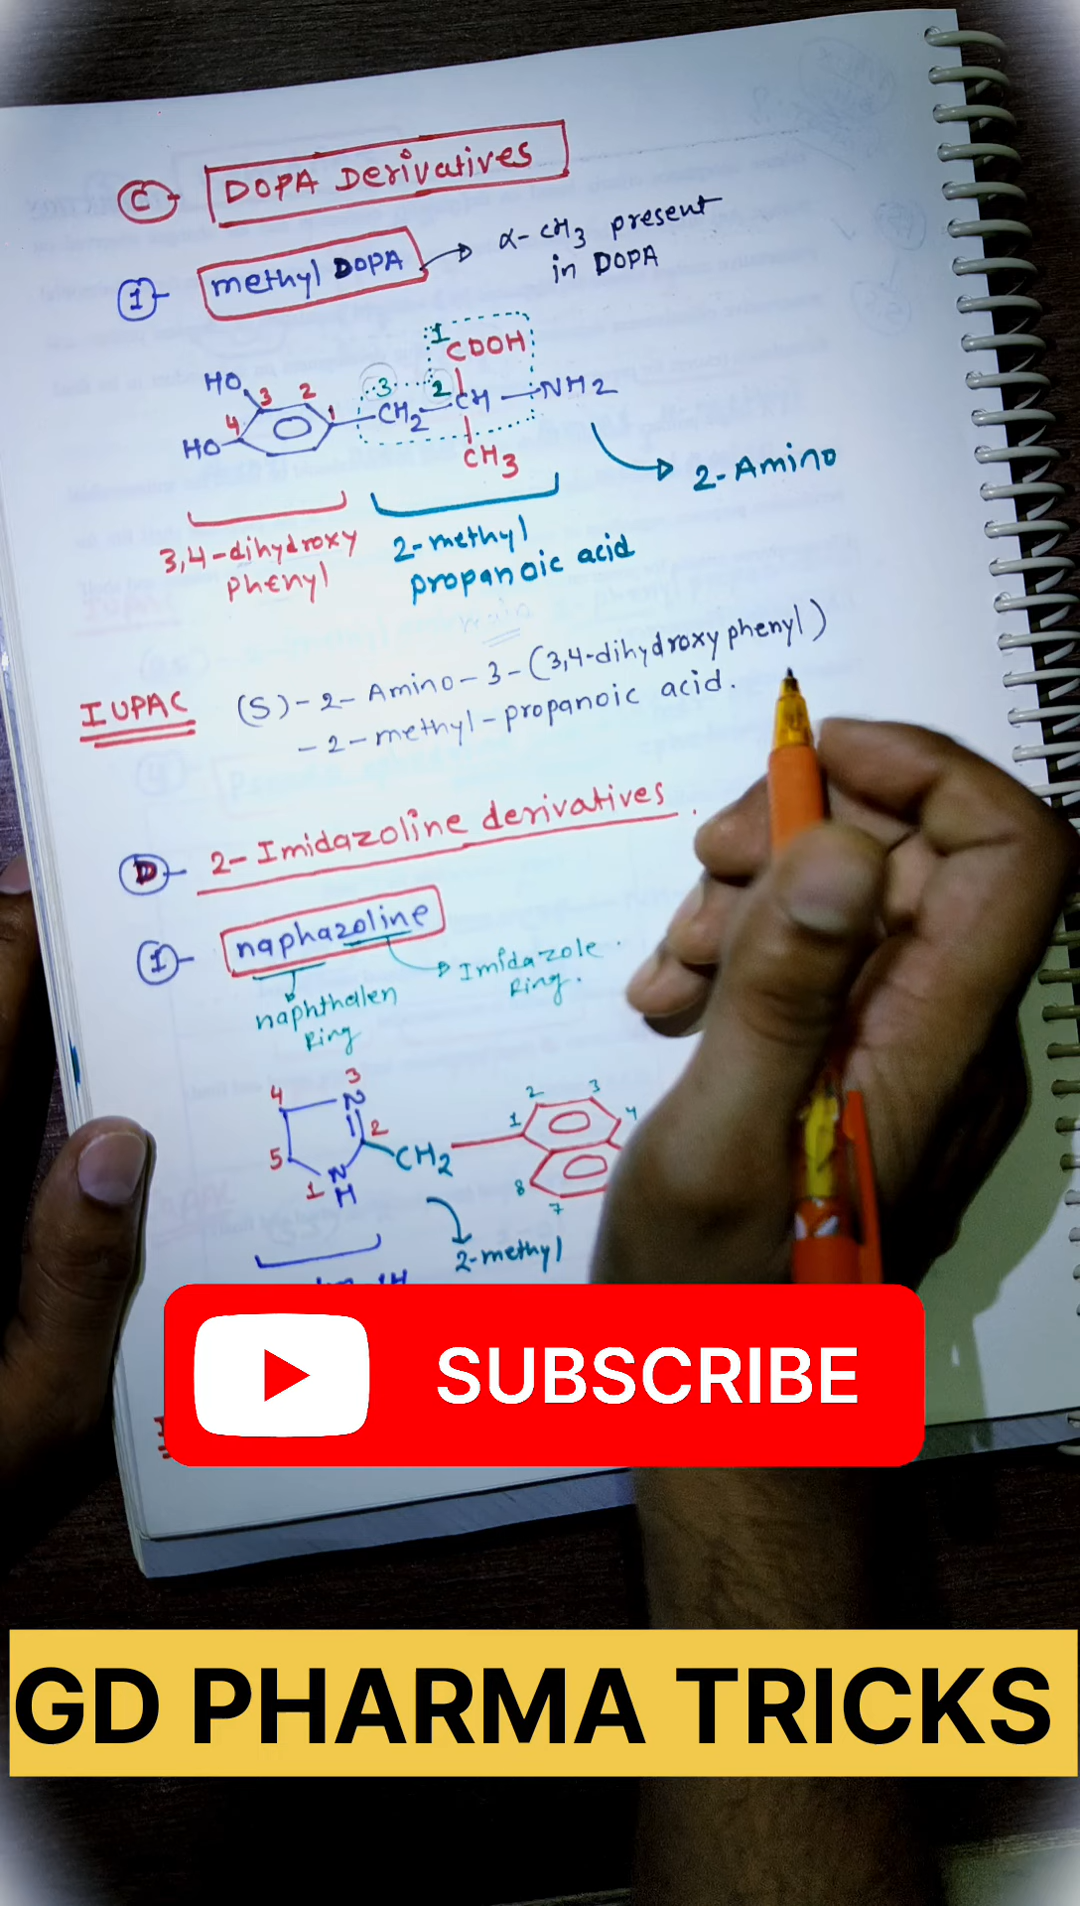 C- DOPA Derivatives
1- methyl DOPA → α-CH3 present
in DOPA
1
COOH
HO 3 2 3 2
4 1 CH2 CH NH2
HO
CH3
2-Amino
3,4-dihydroxy
phenyl
2-methyl
propanoic acid
IUPAC (S)-2-Amino-3-(3,4-dihydroxyphenyl)
-2-methyl-propanoic acid.
D- 2-Imidazoline derivatives.
1- naphazoline
Imidazole
Ring.
naphthalen
Ring
4 3
N
2
5
1 N
H
CH2
1 2 3 4
8 7
2-methyl
1H
SUBSCRIBE
GD PHARMA TRICKS